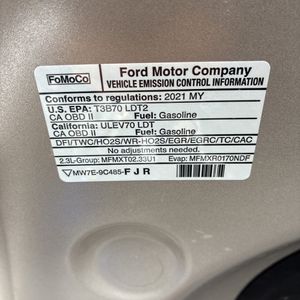 FoMoCo
Ford Motor Company
VEHICLE EMISSION CONTROL INFORMATION
Conforms to regulations: 2021 MY
U.S. EPA: T3B70 LDT2
CA OBD II Fuel: Gasoline
California: ULEV70 LDT
CA OBD II Fuel: Gasoline
DFI/TWC/HO2S/WR-HO2S/EGR/EGRC/TC/CAC
No adjustments needed.
2.3L-Group: MFMXT02.33U1 Evap: MFMXR0170NDF
MW7E-9C485-F J R